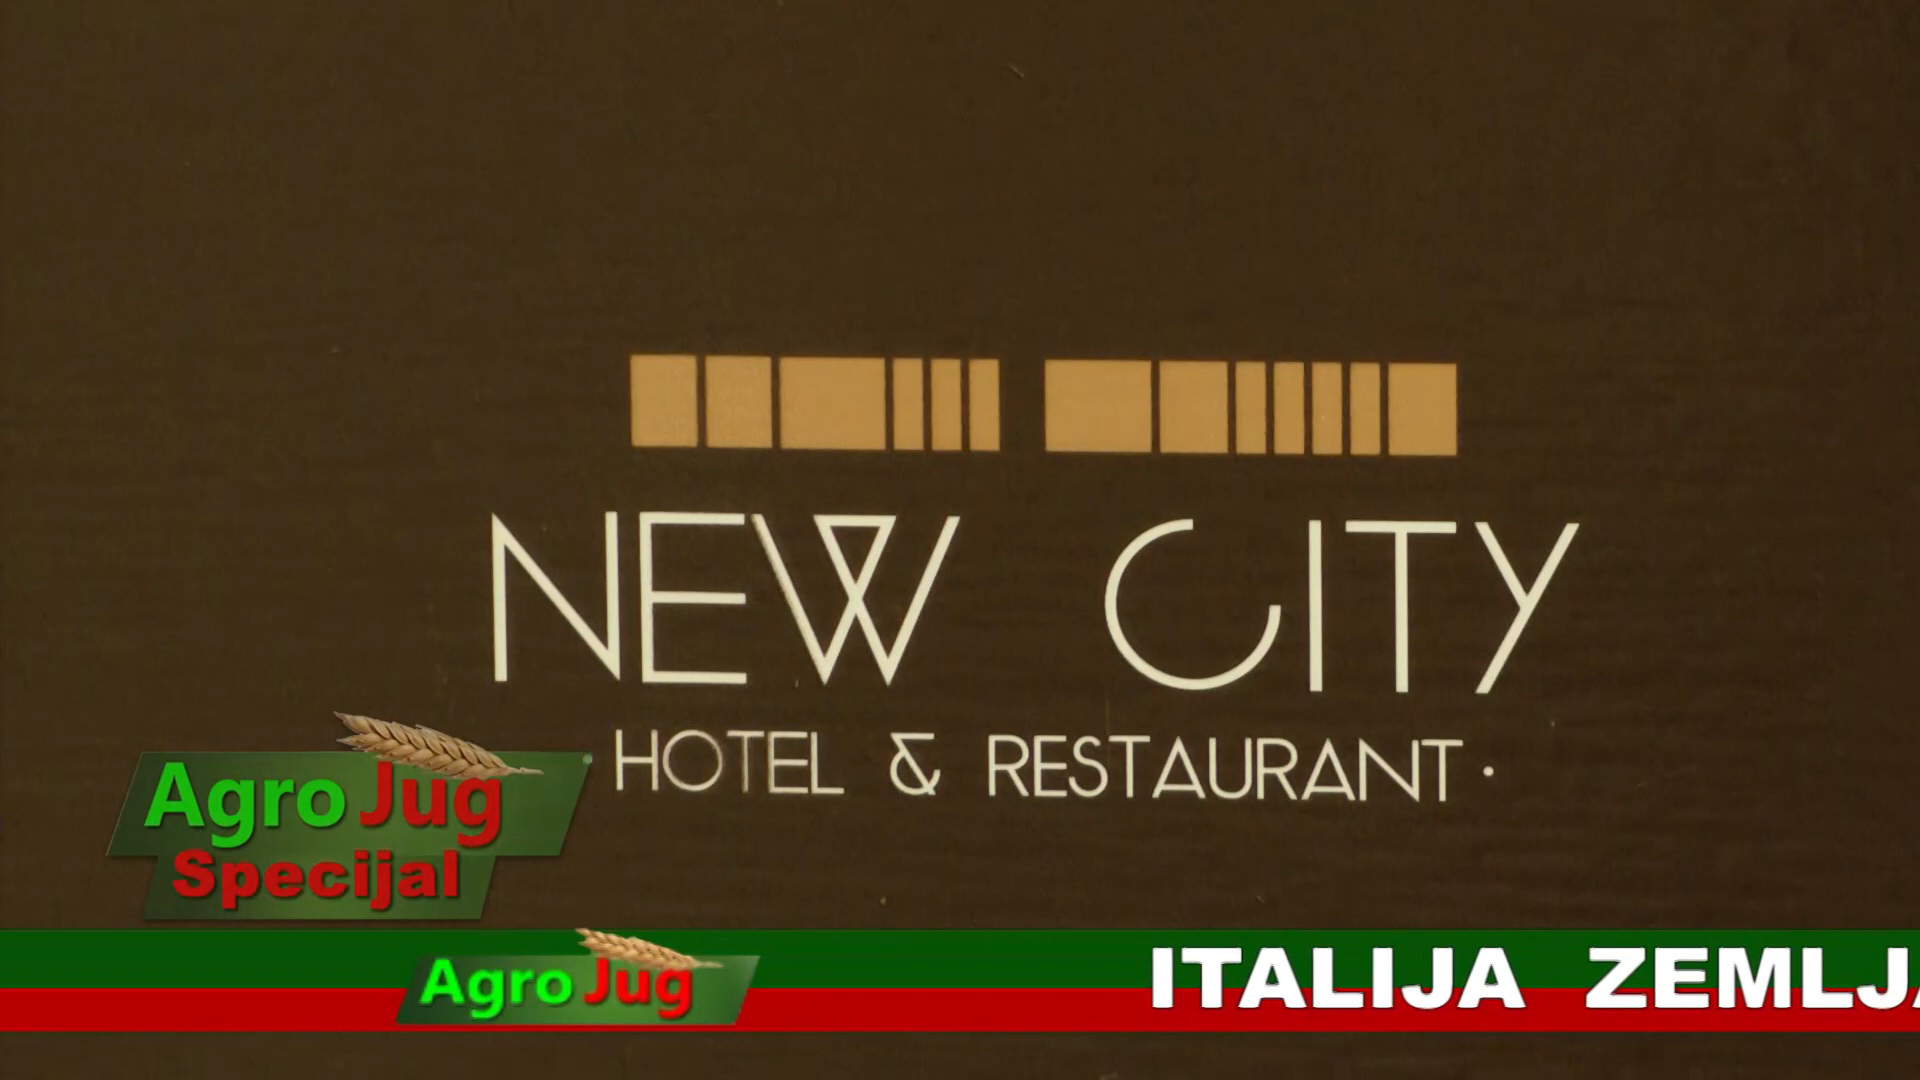 NEW CITY
HOTEL & RESTAURANT
Agro Jug
Specijal
Agro Jug
ITALIJA ZEMLJA